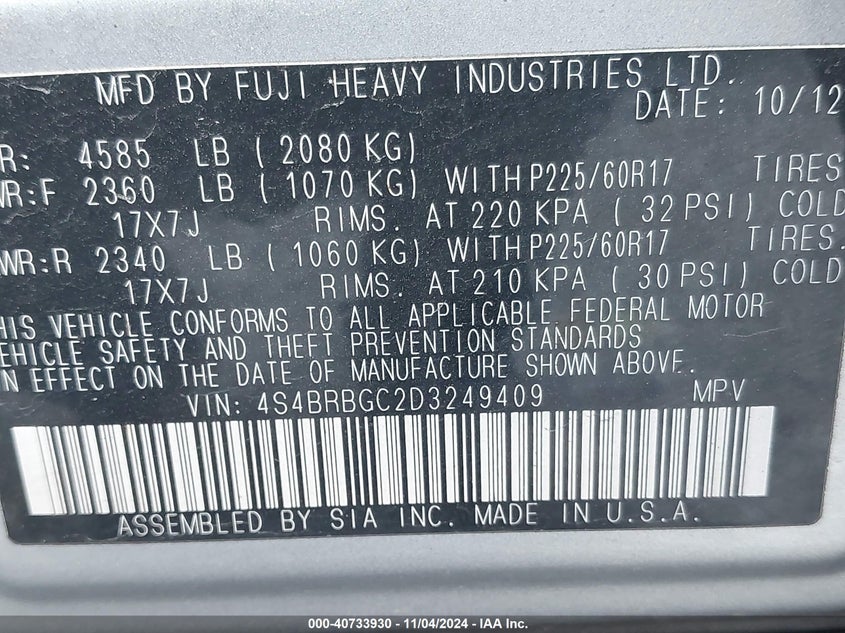 MFD BY FUJI HEAVY INDUSTRIES LTD.
DATE: 10/12
R: 4585 LB ( 2080 KG)
WR:F 2360 LB ( 1070 KG) WITH P225/60R17 TIRES
17X7J RIMS. AT 220 KPA ( 32 PSI) COLD
WR:R 2340 LB ( 1060 KG) WITH P225/60R17 TIRES.
17X7J RIMS. AT 210 KPA ( 30 PSI) COLD
HIS VEHICLE CONFORMS TO ALL APPLICABLE FEDERAL MOTOR
EHICLE SAFETY AND THEFT PREVENTION STANDARDS
N EFFECT ON THE DATE OF MANUFACTURE SHOWN ABOVE.
VIN: 4S4BRBGC2D3249409 MPV
ASSEMBLED BY SIA INC. MADE IN U.S.A.
000-40733930 - 11/04/2024 - IAA Inc.